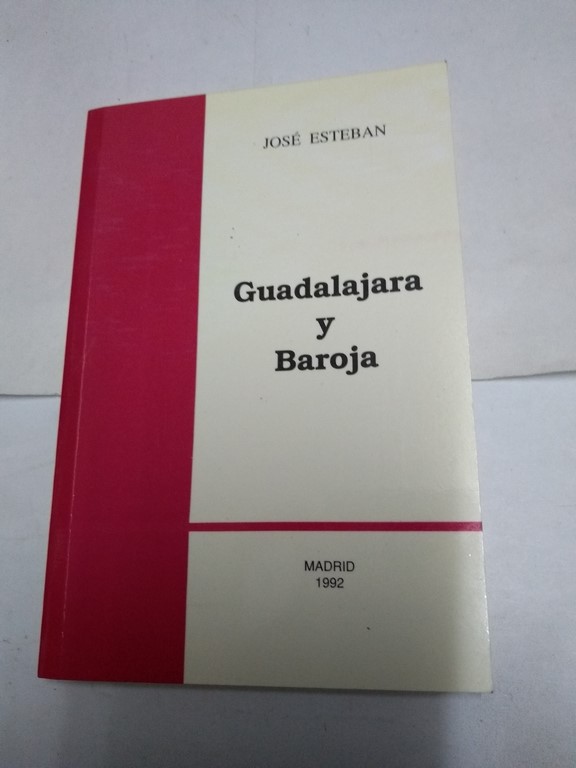 JOSÉ ESTEBAN
Guadalajara
y
Baroja
MADRID
1992